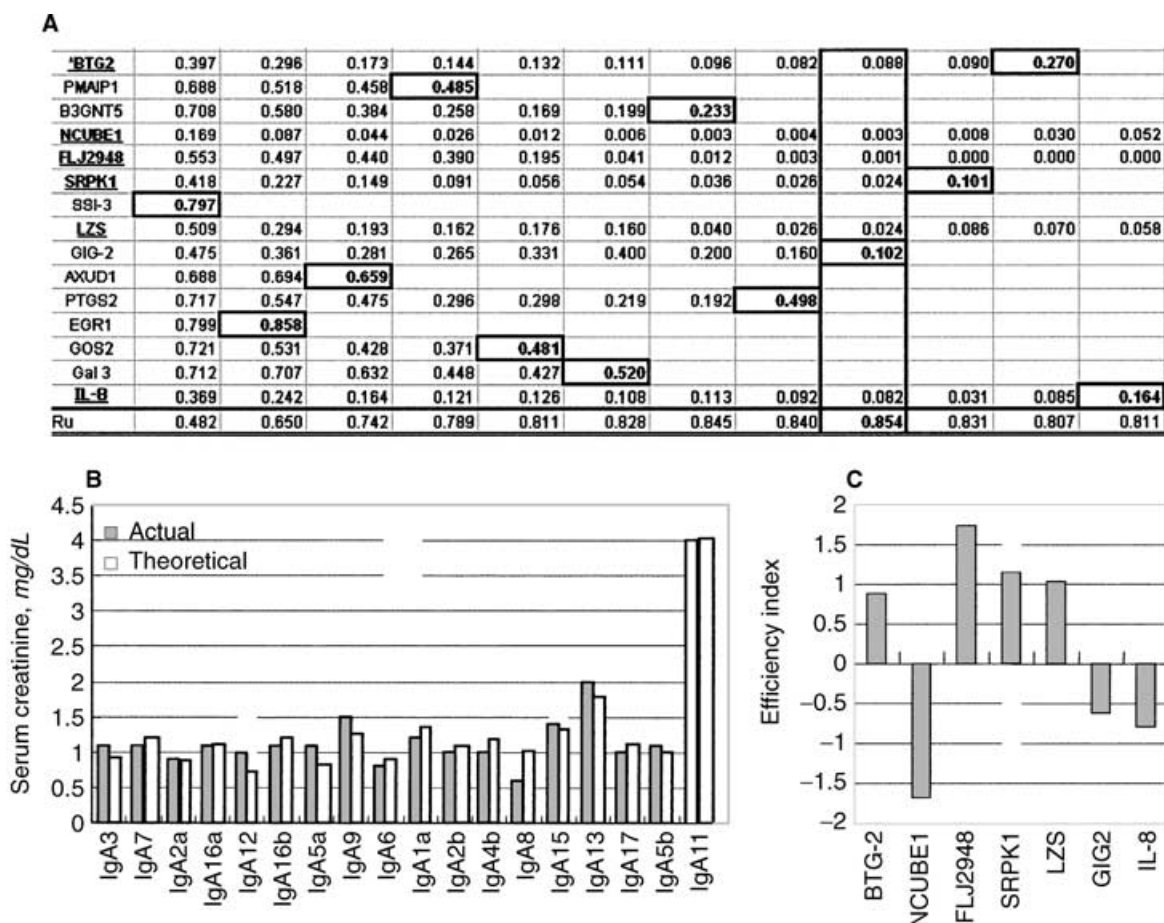 A
*BTG2 0.397 0.296 0.173 0.144 0.132 0.111 0.096 0.082 0.088 0.090 0.270
PMAIP1 0.688 0.518 0.458 0.485
B3GNT5 0.708 0.580 0.384 0.258 0.169 0.199 0.233
NCUBE1 0.169 0.087 0.044 0.026 0.012 0.006 0.003 0.004 0.003 0.008 0.030 0.052
FLJ2948 0.553 0.497 0.440 0.390 0.195 0.041 0.012 0.003 0.001 0.000 0.000 0.000
SRPK1 0.418 0.227 0.149 0.091 0.056 0.054 0.036 0.026 0.024 0.101
SSI-3 0.797
LZS 0.509 0.294 0.193 0.162 0.176 0.160 0.040 0.026 0.024 0.086 0.070 0.058
GIG-2 0.475 0.361 0.281 0.265 0.331 0.400 0.200 0.160 0.102
AXUD1 0.688 0.694 0.659
PTGS2 0.717 0.547 0.475 0.296 0.298 0.219 0.192 0.498
EGR1 0.799 0.858
GOS2 0.721 0.531 0.428 0.371 0.481
Gal 3 0.712 0.707 0.632 0.448 0.427 0.520
IL-8 0.369 0.242 0.164 0.121 0.126 0.108 0.113 0.092 0.082 0.031 0.085 0.164
Ru 0.482 0.650 0.742 0.789 0.811 0.828 0.845 0.840 0.854 0.831 0.807 0.811
B
Serum creatinine, mg/dL
4.5
4
3.5
3
2.5
2
1.5
1
0.5
0
Actual
Theoretical
IgA3 IgA7 IgA2a IgA16a IgA12 IgA16b IgA5a IgA9 IgA6 IgA1a IgA2b IgA4b IgA8 IgA15 IgA13 IgA17 IgA5b IgA11
C
Efficiency index
2
1.5
1
0.5
0
−0.5
−1
−1.5
−2
BTG-2 NCUBE1 FLJ2948 SRPK1 LZS GIG2 IL-8